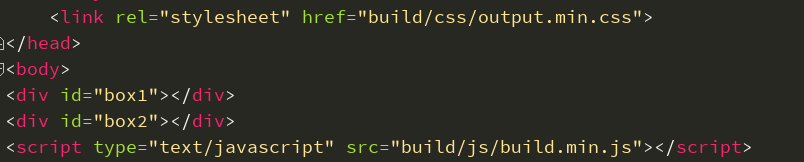 <link rel="stylesheet" href="build/css/output.min.css">
</head>
<body>
<div id="box1"></div>
<div id="box2"></div>
<script type="text/javascript" src="build/js/build.min.js"></script>